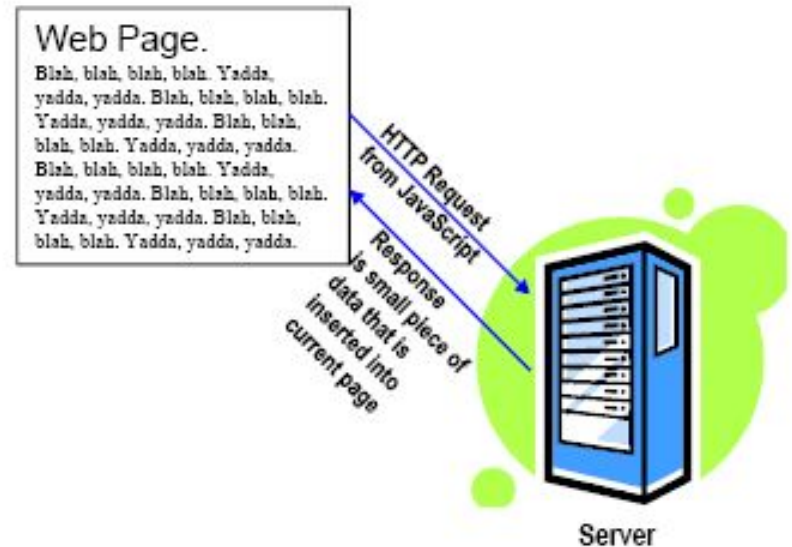 Web Page.
Blah, blah, blah, blah. Yadda,
yadda, yadda. Blah, blah, blah, blah.
Yadda, yadda, yadda. Blah, blah,
blah, blah. Yadda, yadda, yadda.
Blah, blah, blah, blah. Yadda,
yadda, yadda. Blah, blah, blah, blah.
Yadda, yadda, yadda. Blah, blah,
blah, blah. Yadda, yadda, yadda.
HTTP Request
from JavaScript
Response
is small piece of
data that is
inserted into
current page
Server